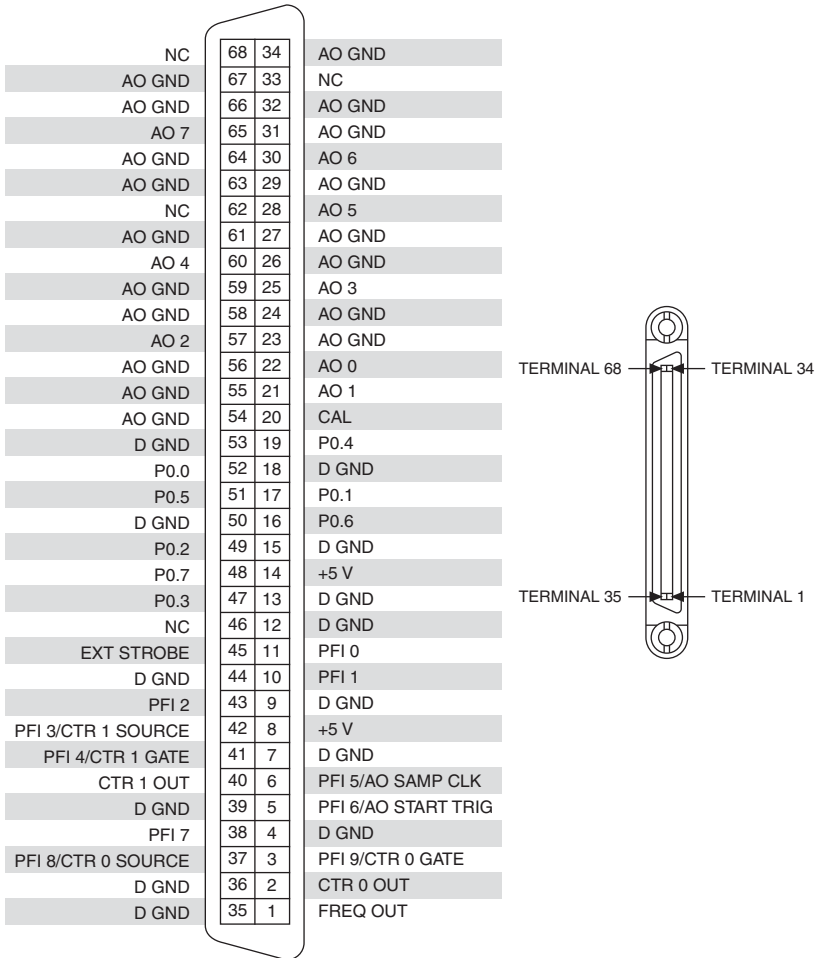 NC 68 34 AO GND
AO GND 67 33 NC
AO GND 66 32 AO GND
AO 7 65 31 AO GND
AO GND 64 30 AO 6
AO GND 63 29 AO GND
NC 62 28 AO 5
AO GND 61 27 AO GND
AO 4 60 26 AO GND
AO GND 59 25 AO 3
AO GND 58 24 AO GND
AO 2 57 23 AO GND
AO GND 56 22 AO 0
AO GND 55 21 AO 1
AO GND 54 20 CAL
D GND 53 19 P0.4
P0.0 52 18 D GND
P0.5 51 17 P0.1
D GND 50 16 P0.6
P0.2 49 15 D GND
P0.7 48 14 +5 V
P0.3 47 13 D GND
NC 46 12 D GND
EXT STROBE 45 11 PFI 0
D GND 44 10 PFI 1
PFI 2 43 9 D GND
PFI 3/CTR 1 SOURCE 42 8 +5 V
PFI 4/CTR 1 GATE 41 7 D GND
CTR 1 OUT 40 6 PFI 5/AO SAMP CLK
D GND 39 5 PFI 6/AO START TRIG
PFI 7 38 4 D GND
PFI 8/CTR 0 SOURCE 37 3 PFI 9/CTR 0 GATE
D GND 36 2 CTR 0 OUT
D GND 35 1 FREQ OUT
TERMINAL 68 TERMINAL 34
TERMINAL 35 TERMINAL 1